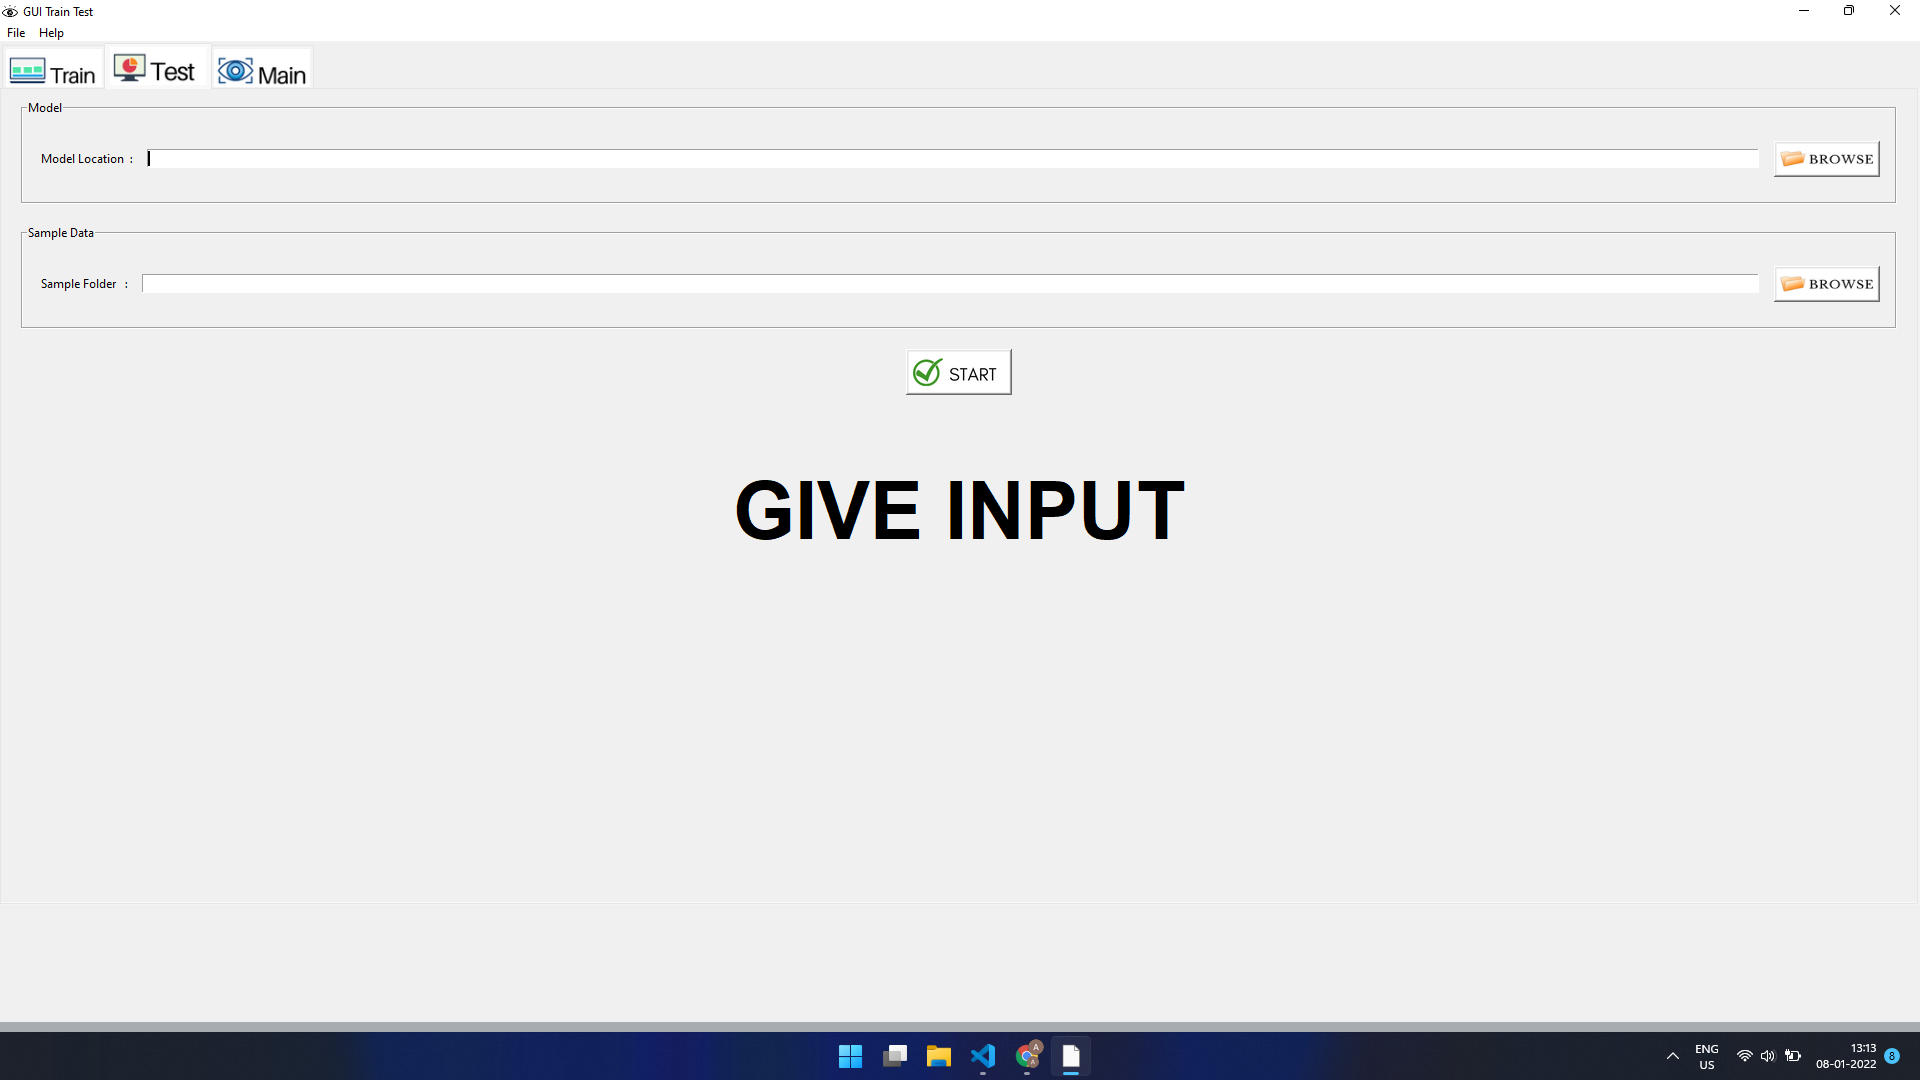 GUI Train Test
File Help
Train Test Main
Model
Model Location :
BROWSE
Sample Data
Sample Folder :
BROWSE
START
GIVE INPUT
A
A
ENG
US
13:13
08-01-2022
8